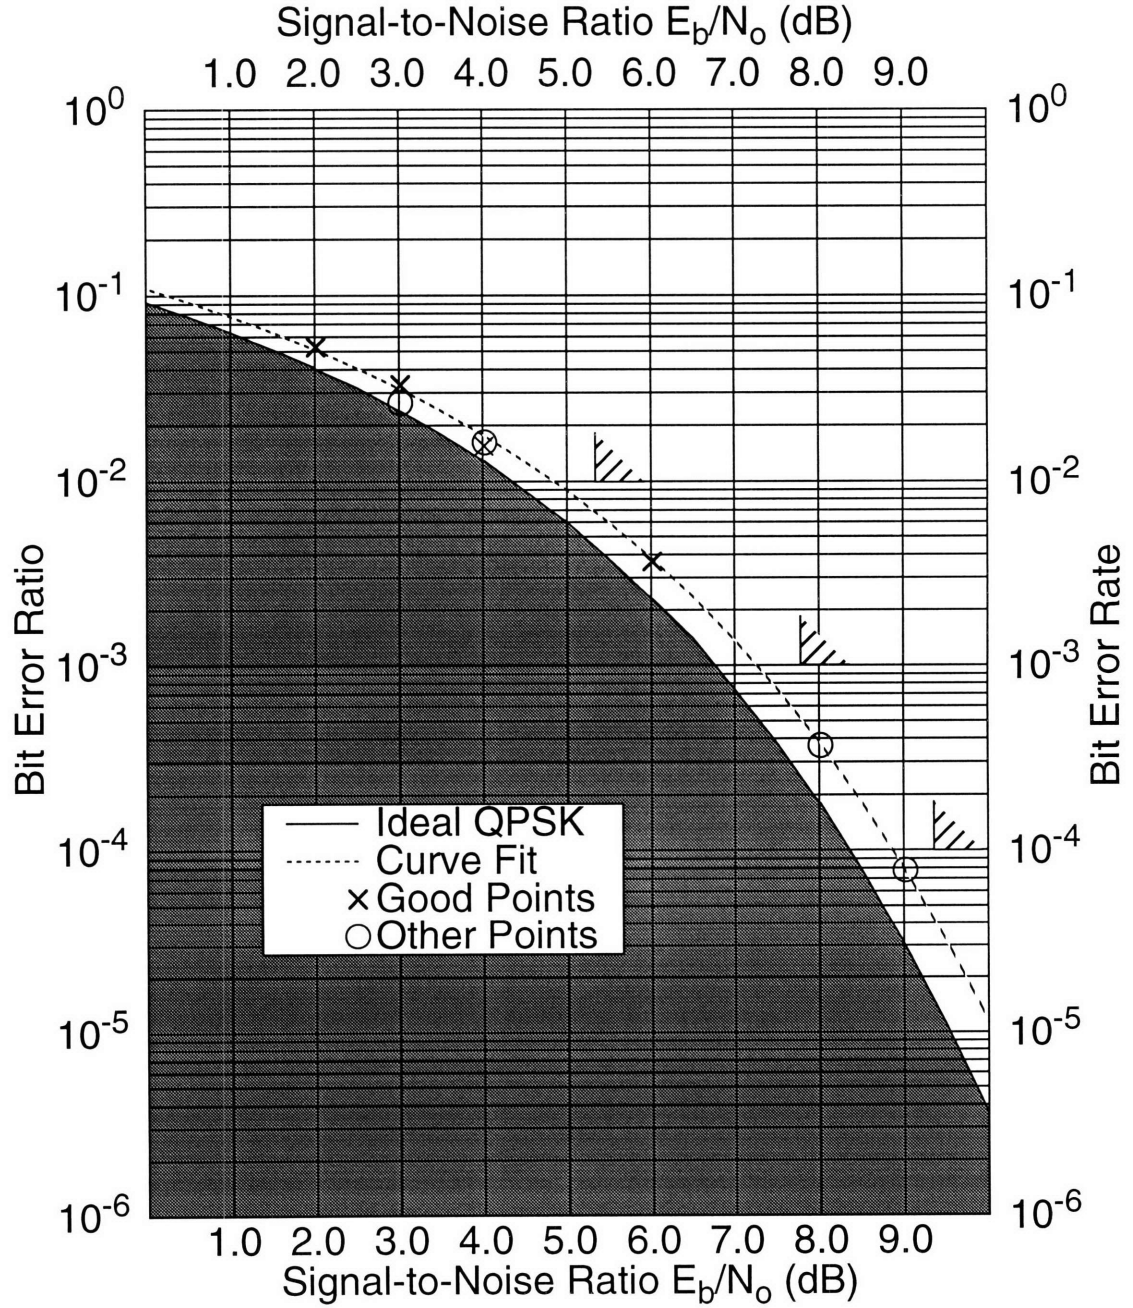 Signal-to-Noise Ratio E_b/N_o (dB)
1.0 2.0 3.0 4.0 5.0 6.0 7.0 8.0 9.0
10^0 10^0
10^-1 10^-1
10^-2 10^-2
10^-3 10^-3
10^-4 10^-4
10^-5 10^-5
10^-6 10^-6
Bit Error Ratio
Bit Error Rate
Ideal QPSK
Curve Fit
Good Points
Other Points
1.0 2.0 3.0 4.0 5.0 6.0 7.0 8.0 9.0
Signal-to-Noise Ratio E_b/N_o (dB)